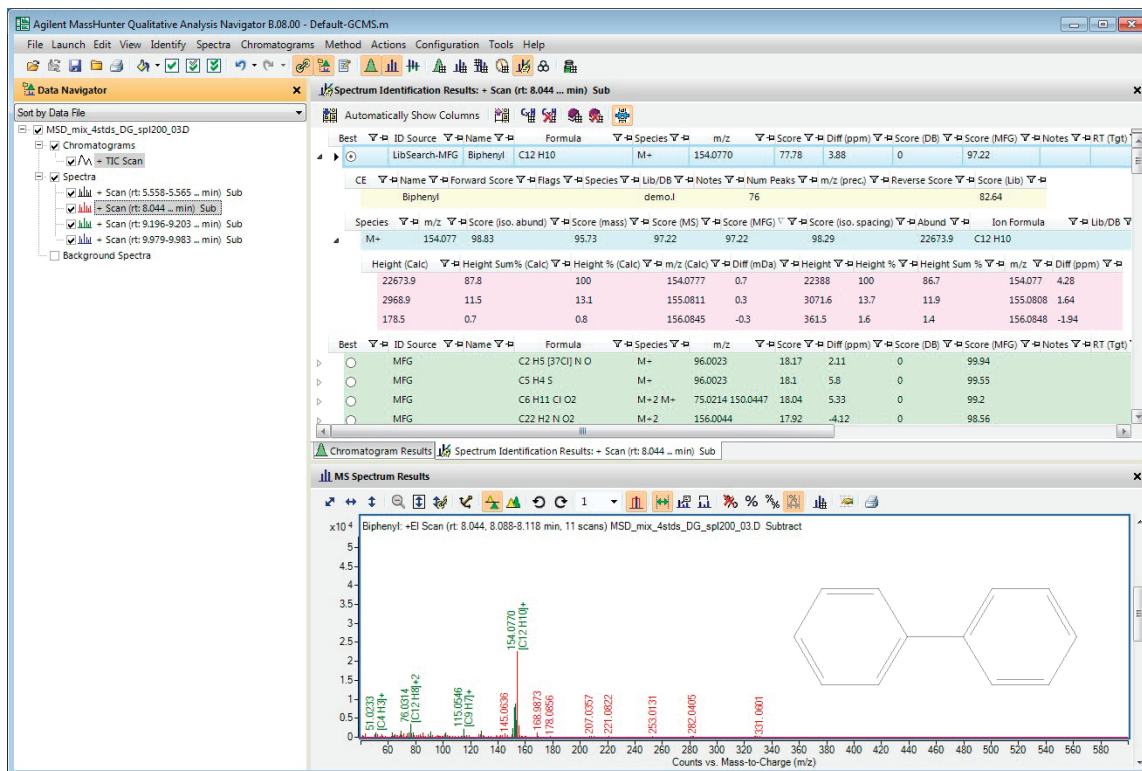 Agilent MassHunter Qualitative Analysis Navigator B.08.00 - Default-GCMS.m
File Launch Edit View Identify Spectra Chromatograms Method Actions Configuration Tools Help
Data Navigator
Sort by Data File
MSD_mix_4stds_DG_spl200_03.D
Chromatograms
+ TIC Scan
Spectra
+ Scan (rt: 5.558-5.565 ... min) Sub
+ Scan (rt: 8.044 ... min) Sub
+ Scan (rt: 9.196-9.203 ... min) Sub
+ Scan (rt: 9.979-9.983 ... min) Sub
Background Spectra
Spectrum Identification Results: + Scan (rt: 8.044 ... min) Sub
Automatically Show Columns
Best ID Source Name Formula Species m/z Score Diff (ppm) Score (DB) Score (MFG) Notes RT (Tgt)
LibSearch-MFG Biphenyl C12 H10 M+ 154.0770 77.78 3.88 0 97.22
CE Name Forward Score Flags Species Lib/DB Notes Num Peaks m/z (prec.) Reverse Score Score (Lib)
Biphenyl demo.l 76 82.64
Species m/z Score (iso. abund) Score (mass) Score (MS) Score (MFG) Score (iso. spacing) Abund Ion Formula Lib/DB
M+ 154.077 98.83 95.73 97.22 97.22 98.29 22673.9 C12 H10
Height (Calc) Height Sum% (Calc) Height % (Calc) m/z (Calc) Diff (mDa) Height Height % Height Sum % m/z Diff (ppm)
22673.9 87.8 100 154.0777 0.7 22388 100 86.7 154.077 4.28
2968.9 11.5 13.1 155.0811 0.3 3071.6 13.7 11.9 155.0808 1.64
178.5 0.7 0.8 156.0845 -0.3 361.5 1.6 1.4 156.0848 -1.94
Best ID Source Name Formula Species m/z Score Diff (ppm) Score (DB) Score (MFG) Notes RT (Tgt)
MFG C2 H5 [37Cl] N O M+ 96.0023 18.17 2.11 0 99.94
MFG C5 H4 S M+ 96.0023 18.1 5.8 0 99.55
MFG C6 H11 Cl O2 M+2 M+ 75.0214 150.0447 18.04 5.33 0 99.2
MFG C22 H2 N O2 M+2 156.0044 17.92 -4.12 0 98.56
Chromatogram Results Spectrum Identification Results: + Scan (rt: 8.044 ... min) Sub
MS Spectrum Results
1
x10 4 Biphenyl: +EI Scan (rt: 8.044, 8.088-8.118 min, 11 scans) MSD_mix_4stds_DG_spl200_03.D Subtract
5
4.5
4
3.5
3
2.5
2
1.5
1
0.5
0
51.0233
[C4 H3]+
76.0314
[C12 H8]+2
115.0546
[C9 H7]+
145.0636
154.0770
[C12 H10]+
168.9873
178.0856
207.0357
221.0822
253.0131
282.0405
331.0601
60 80 100 120 140 160 180 200 220 240 260 280 300 320 340 360 380 400 420 440 460 480 500 520 540 560 580
Counts vs. Mass-to-Charge (m/z)